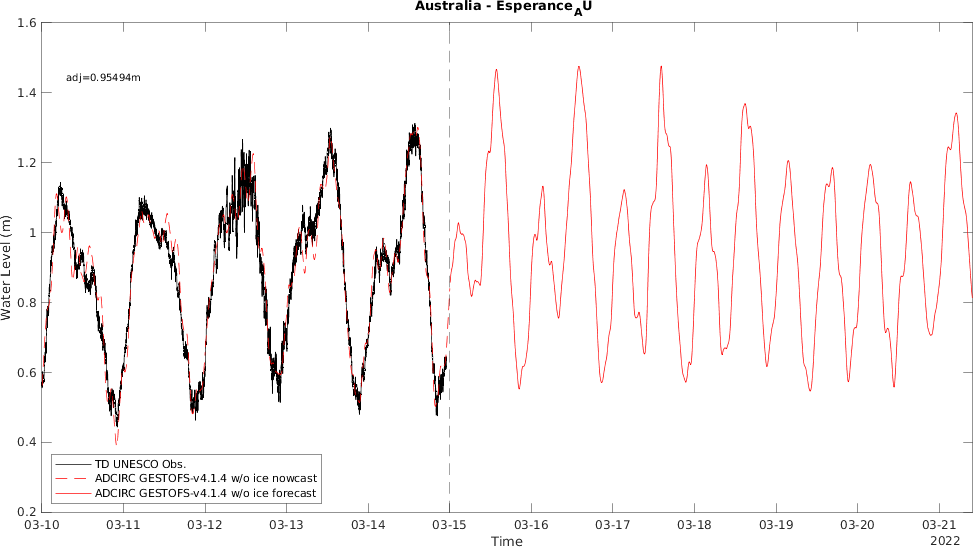 Australia - Esperance_AU
1.6
1.4
1.2
1
0.8
0.6
0.4
0.2
Water Level (m)
adj=0.95494m
TD UNESCO Obs.
ADCIRC GESTOFS-v4.1.4 w/o ice nowcast
ADCIRC GESTOFS-v4.1.4 w/o ice forecast
03-10 03-11 03-12 03-13 03-14 03-15 03-16 03-17 03-18 03-19 03-20 03-21
Time
2022